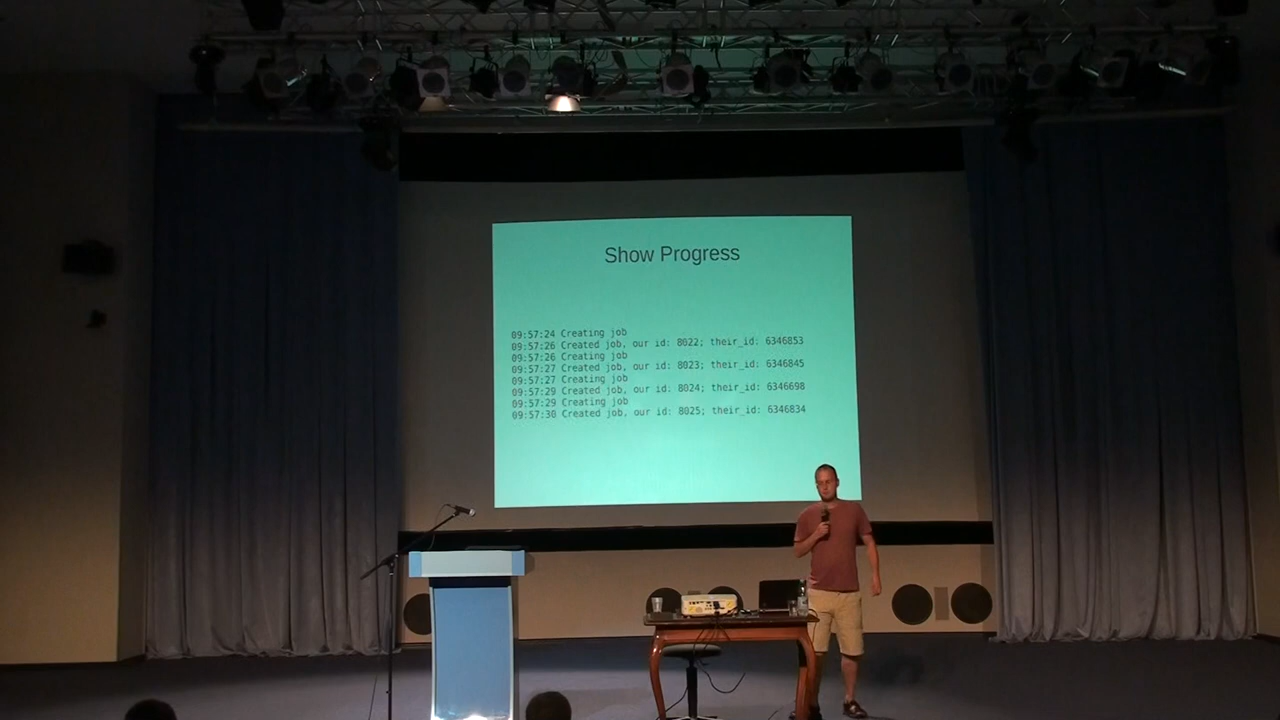 Show Progress
09:57:24 Creating job
09:57:26 Created job, our id: 8022; their_id: 6346853
09:57:26 Creating job
09:57:27 Created job, our id: 8023; their_id: 6346845
09:57:27 Creating job
09:57:29 Created job, our id: 8024; their_id: 6346698
09:57:29 Creating job
09:57:30 Created job, our id: 8025; their_id: 6346834